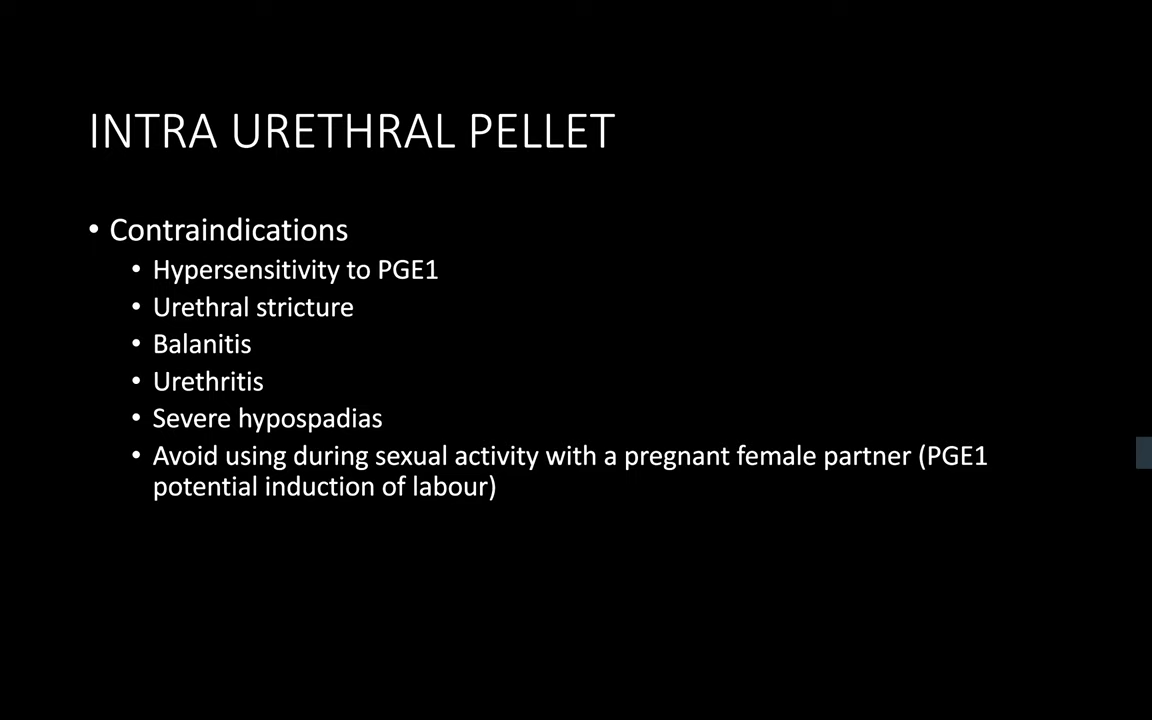 INTRA URETHRAL PELLET
• Contraindications
• Hypersensitivity to PGE1
• Urethral stricture
• Balanitis
• Urethritis
• Severe hypospadias
• Avoid using during sexual activity with a pregnant female partner (PGE1
potential induction of labour)